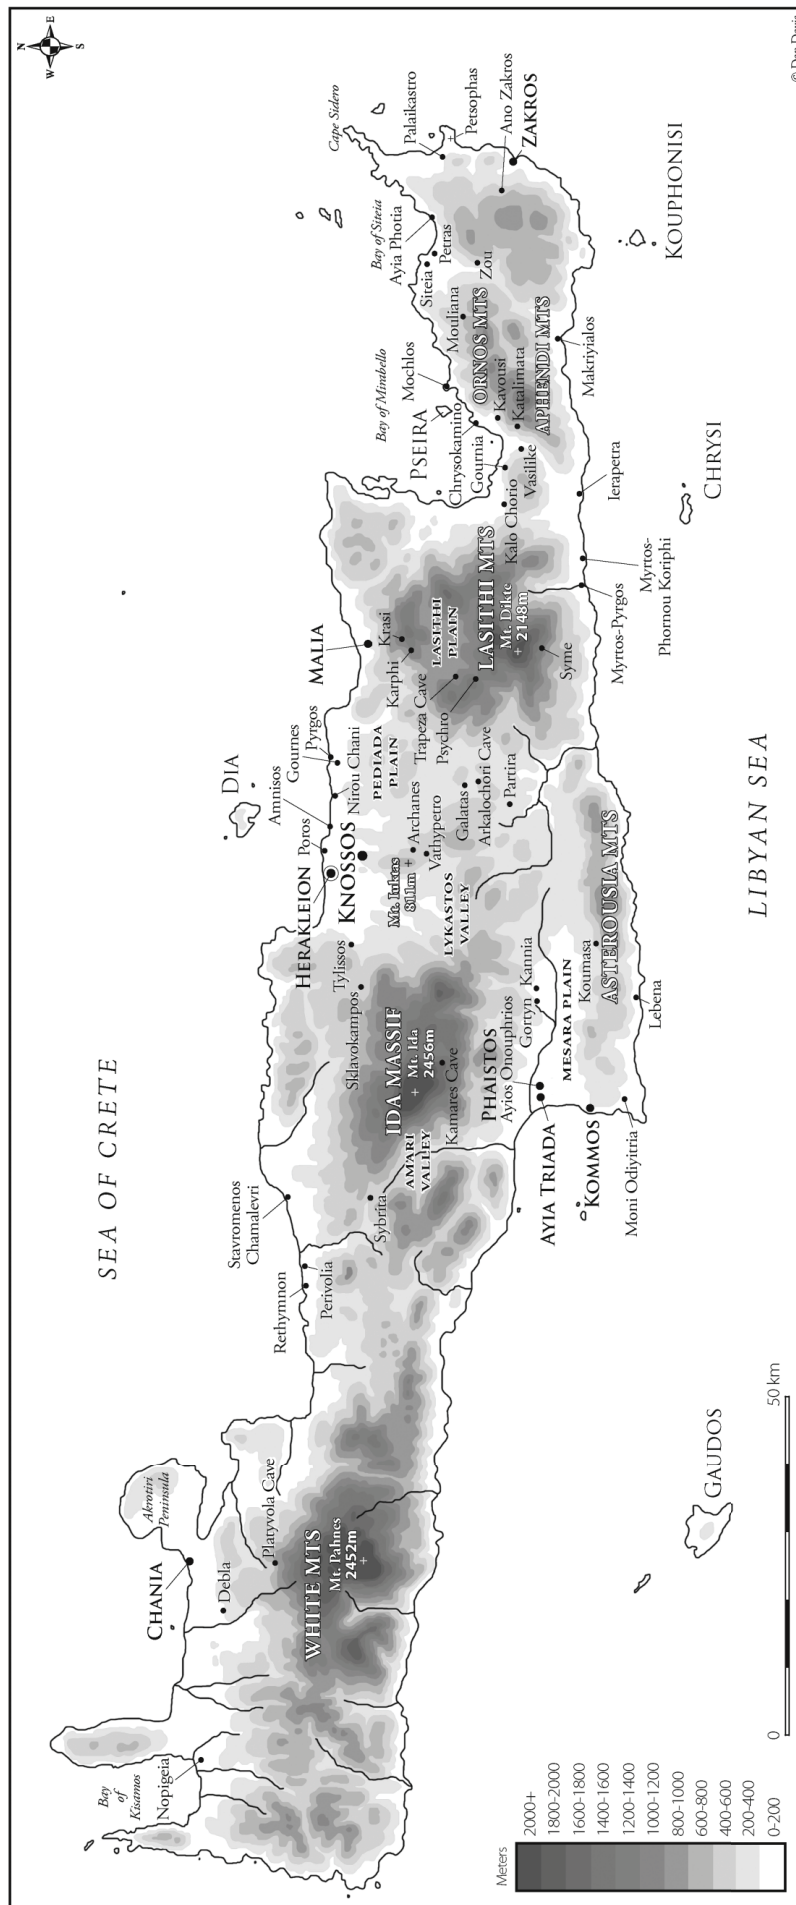 N
E
S
W
SEA OF CRETE
LIBYAN SEA
Bay
of
Kisamos
Nopigeia
CHANIA
Akrotiri
Peninsula
Debla
Platyvola Cave
WHITE MTS
Mt. Pahnes
2452m
+
Rethymnon
Perivolia
Stavromenos
Chamalevri
Sybrita
AMARI
VALLEY
IDA MASSIF
+ Mt. Ida
2456m
Kamares Cave
Sklavokampos
Tylissos
HERAKLEION
Poros
KNOSSOS
Amnisos
DIA
Gournes
Pyrgos
Nirou Chani
PEDIADA
PLAIN
Mt. Iuktas
811m +
Archanes
Vathypetro
LYKASTOS
VALLEY
Galatas
Arkalochori Cave
Partira
PHAISTOS
Ayios Onouphrios
Gortyn
Kannia
MESARA PLAIN
AYIA TRIADA
KOMMOS
Moni Odiyitria
Koumasa
ASTEROUSIA MTS
Lebena
MALIA
Krasi
Karphi
LASITHI
PLAIN
Trapeza Cave
Psychro
LASITHI MTS
Mt. Dikte
+ 2148m
Syme
Myrtos-Pyrgos
Myrtos-
Phornou Koriphi
Ierapetra
Kalo Chorio
Vasilike
Gournia
Chrysokamino
PSEIRA
Bay of Mirabello
Mochlos
Kavousi
Katalimata
ORNOS MTS
APHENDI MTS
Mouliana
Makriyialos
Siteia
Petras
Ayia Photia
Bay of Siteia
Zou
Cape Sidero
Palaikastro
+
Petsophas
Ano Zakros
ZAKROS
KOUPHONISI
CHRYSI
GAUDOS
Meters
2000+
1800-2000
1600-1800
1400-1600
1200-1400
1000-1200
800-1000
600-800
400-600
200-400
0-200
0
50 km